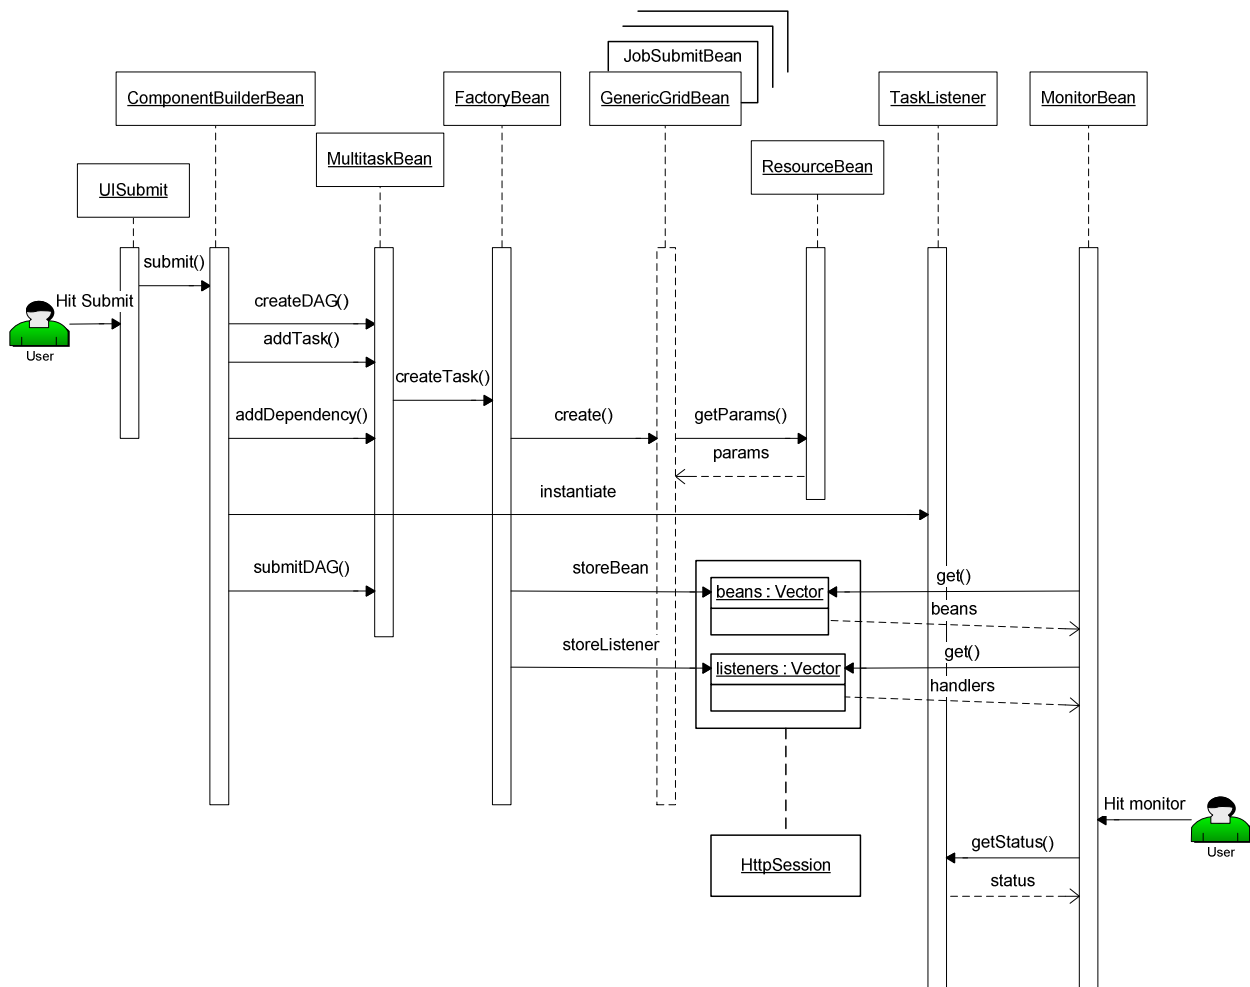 JobSubmitBean
ComponentBuilderBean
FactoryBean
GenericGridBean
TaskListener
MonitorBean
MultitaskBean
ResourceBean
UISubmit
submit()
Hit Submit
createDAG()
addTask()
User
createTask()
addDependency()
create()
getParams()
params
instantiate
submitDAG()
storeBean
beans : Vector
get()
beans
storeListener
listeners : Vector
get()
handlers
Hit monitor
getStatus()
User
HttpSession
status